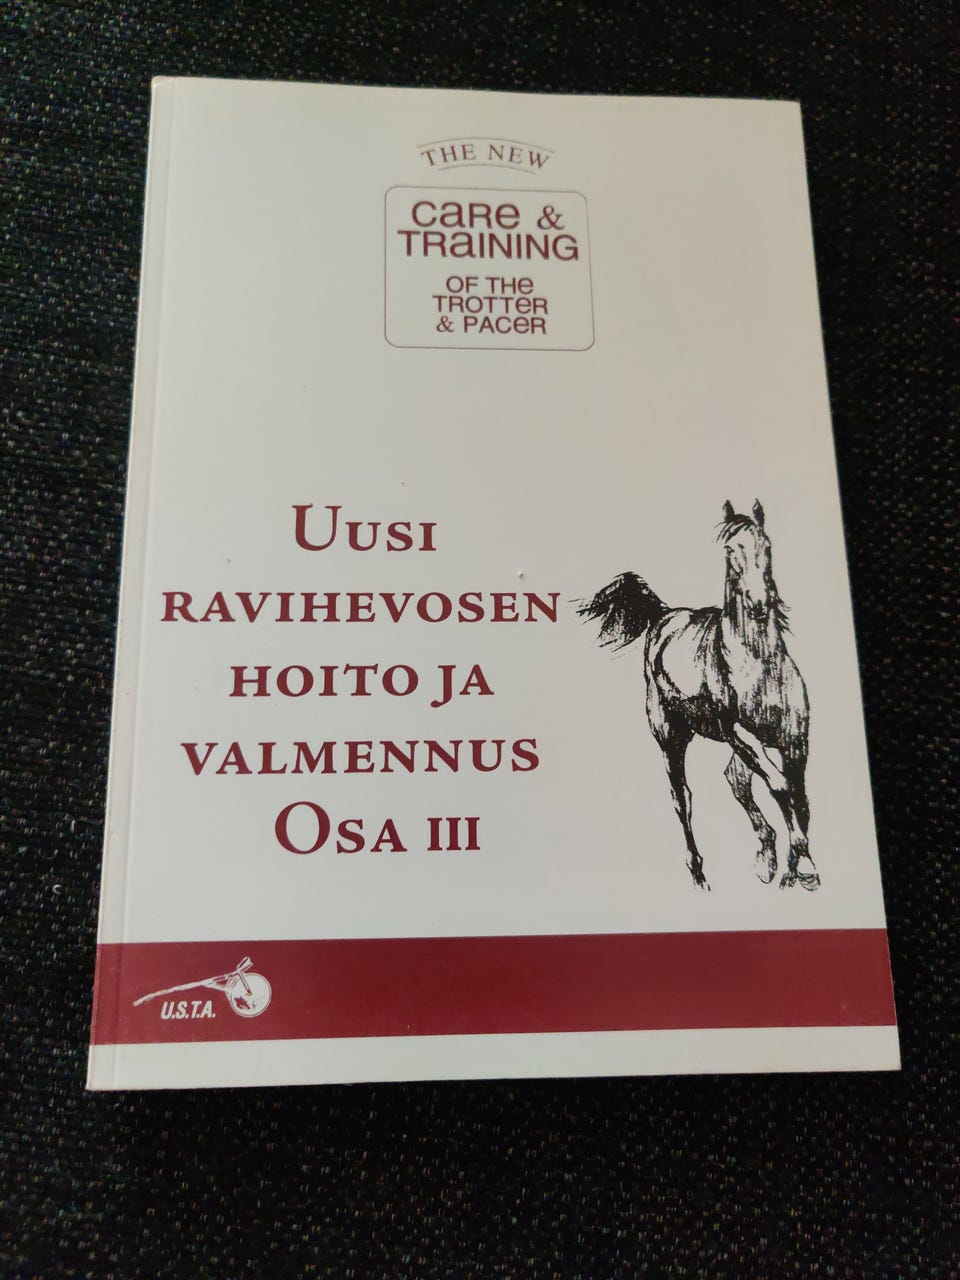 THE NEW
CARE &
TRAINING
OF THE
TROTTER
& PACER
UUSI
RAVIHEVOSEN
HOITO JA
VALMENNUS
OSA III
U.S.T.A.